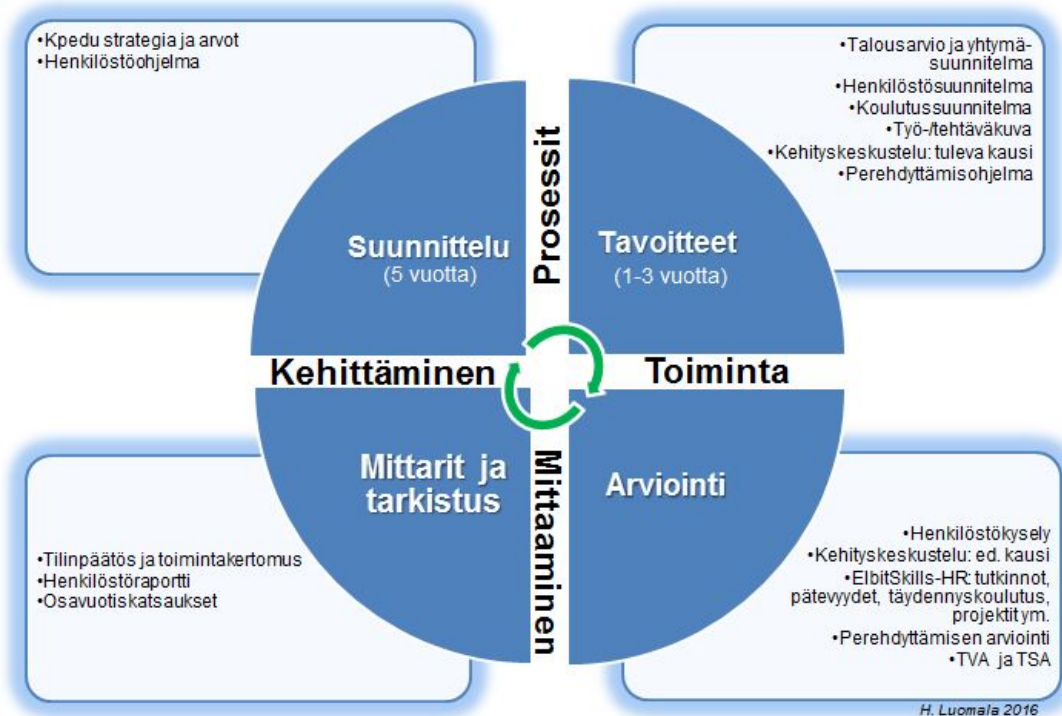 •Kpedu strategia ja arvot
•Henkilöstöohjelma
•Talousarvio ja yhtymä-
suunnitelma
•Henkilöstösuunnitelma
•Koulutussuunnitelma
•Työ-/tehtäväkuva
•Kehityskeskustelu: tuleva kausi
•Perehdyttämisohjelma
Prosessit
Suunnittelu
(5 vuotta)
Tavoitteet
(1-3 vuotta)
Kehittäminen
Toiminta
Mittarit ja
tarkistus
Mittaaminen
Arviointi
•Tilinpäätös ja toimintakertomus
•Henkilöstöraportti
•Osavuotiskatsaukset
•Henkilöstökysely
•Kehityskeskustelu: ed. kausi
•ElbitSkills-HR: tutkinnot,
pätevyydet, täydennyskoulutus,
projektit ym.
•Perehdyttämisen arviointi
•TVA ja TSA
H. Luomala 2016